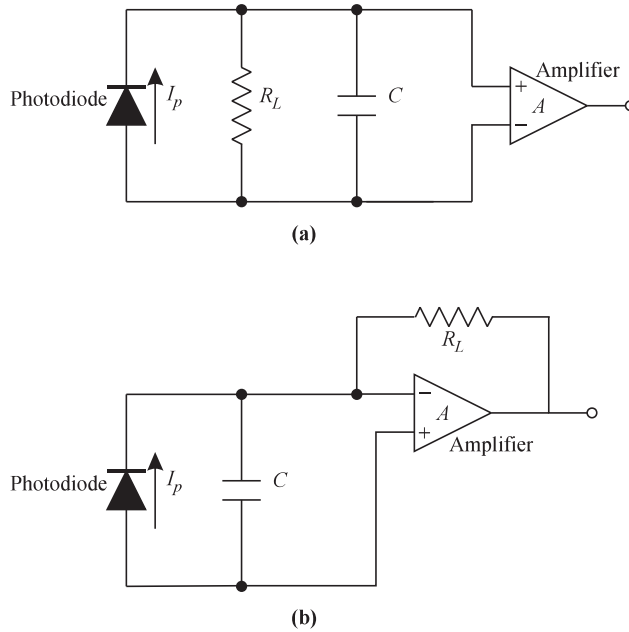 Amplifier
Photodiode
I_p
R_L
C
+
A
−
(a)
R_L
−
A
+
Amplifier
Photodiode
I_p
C
(b)